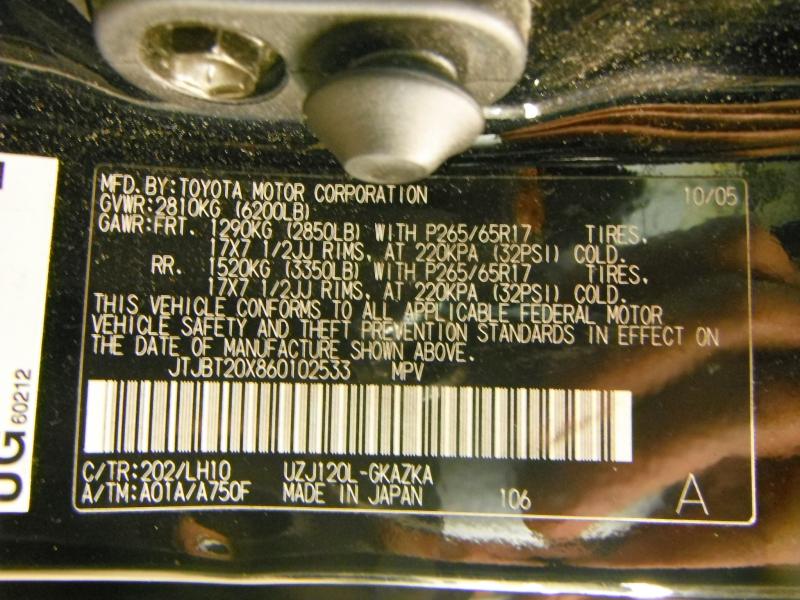 MFD. BY: TOYOTA MOTOR CORPORATION 10/05
GVWR: 2810KG (6200LB)
GAWR: FRT. 1290KG (2850LB) WITH P265/65R17 TIRES,
17X7 1/2JJ RIMS, AT 220KPA (32PSI) COLD.
RR. 1520KG (3350LB) WITH P265/65R17 TIRES,
17X7 1/2JJ RIMS, AT 220KPA (32PSI) COLD.
THIS VEHICLE CONFORMS TO ALL APPLICABLE FEDERAL MOTOR
VEHICLE SAFETY AND THEFT PREVENTION STANDARDS IN EFFECT ON
THE DATE OF MANUFACTURE SHOWN ABOVE.
JTJBT20X860102533 MPV
C/TR: 202/LH10 UZJ120L-GKAZKA
A/TM: A01A/A750F MADE IN JAPAN 106 A
UG 60212